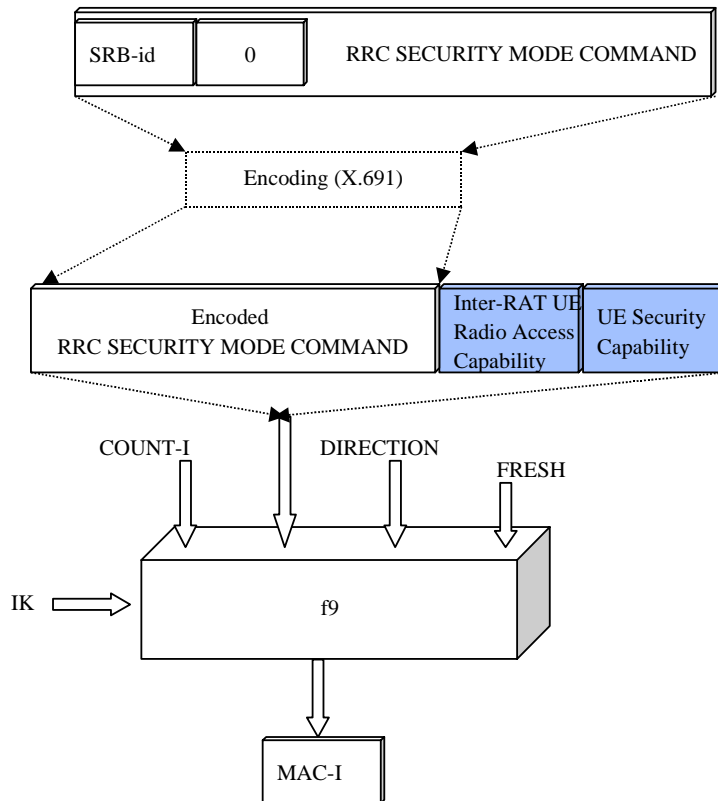 SRB-id 0 RRC SECURITY MODE COMMAND
Encoding (X.691)
Encoded
RRC SECURITY MODE COMMAND
Inter-RAT UE
Radio Access
Capability
UE Security
Capability
COUNT-I
DIRECTION
FRESH
IK
f9
MAC-I